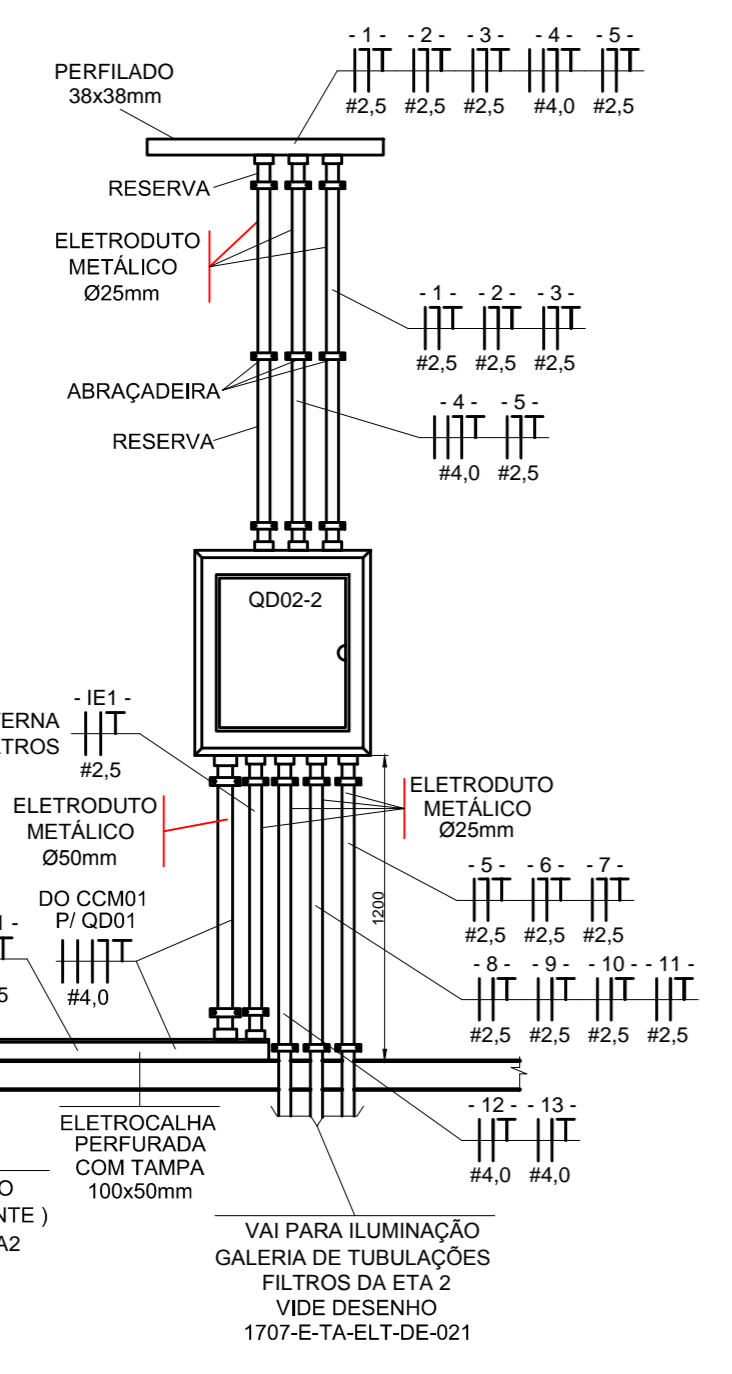 - 1 - - 2 - - 3 - - 4 - - 5 -
#2,5 #2,5 #2,5 #4,0 #2,5
PERFILADO
38x38mm
RESERVA
ELETRODUTO
METÁLICO
Ø25mm
- 1 - - 2 - - 3 -
#2,5 #2,5 #2,5
ABRAÇADEIRA
- 4 - - 5 -
#4,0 #2,5
RESERVA
QD02-2
- IE1 -
#2,5
ELETRODUTO
METÁLICO
Ø50mm
ELETRODUTO
METÁLICO
Ø25mm
1200
- 5 - - 6 - - 7 -
#2,5 #2,5 #2,5
DO CCM01
P/ QD01
#4,0
- 8 - - 9 - - 10 - - 11 -
#2,5 #2,5 #2,5 #2,5
- 12 - - 13 -
#4,0 #4,0
ELETROCALHA
PERFURADA
COM TAMPA
100x50mm
VAI PARA ILUMINAÇÃO
GALERIA DE TUBULAÇÕES
FILTROS DA ETA 2
VIDE DESENHO
1707-E-TA-ELT-DE-021